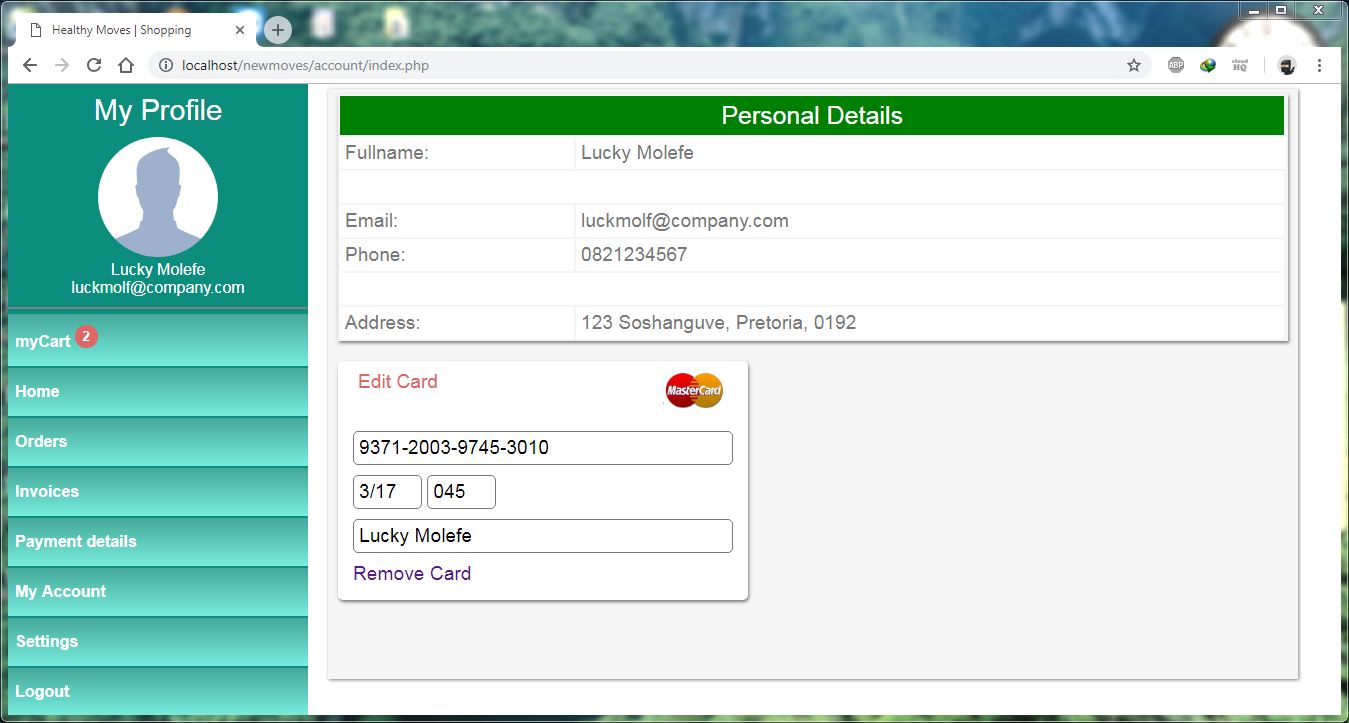 Healthy Moves | Shopping
localhost/newmoves/account/index.php
ABP
cloud
HQ
My Profile
Lucky Molefe
luckmolf@company.com
myCart 2
Home
Orders
Invoices
Payment details
My Account
Settings
Logout
Personal Details
Fullname: Lucky Molefe
Email: luckmolf@company.com
Phone: 0821234567
Address: 123 Soshanguve, Pretoria, 0192
Edit Card
MasterCard
9371-2003-9745-3010
3/17 045
Lucky Molefe
Remove Card